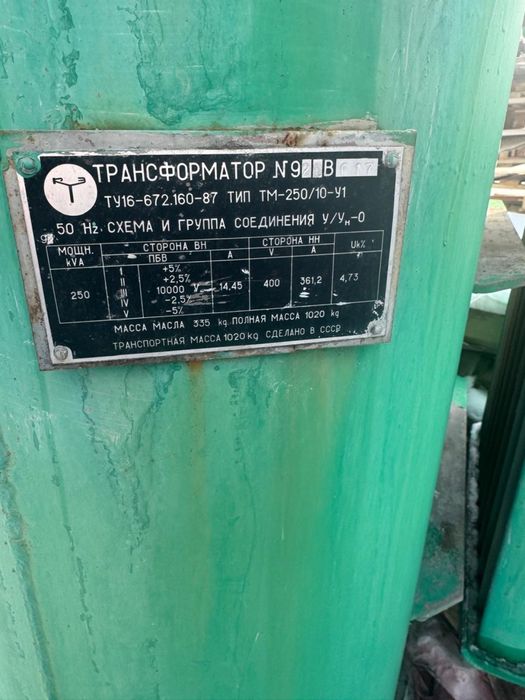 ТРАНСФОРМАТОР N9 В
ТУ16-672.160-87 ТИП ТМ-250/10-У1
50 Hz СХЕМА И ГРУППА СОЕДИНЕНИЯ У/Ун-0
МОЩН. kVA СТОРОНА ВН СТОРОНА НН Uk%
ПБВ A V A
250 I +5% 10000 V 14,45 400 361,2 4,73
II +2,5%
III
IV -2,5%
V -5%
МАССА МАСЛА 335 kg ПОЛНАЯ МАССА 1020 kg
ТРАНСПОРТНАЯ МАССА 1020 kg СДЕЛАНО В СССР